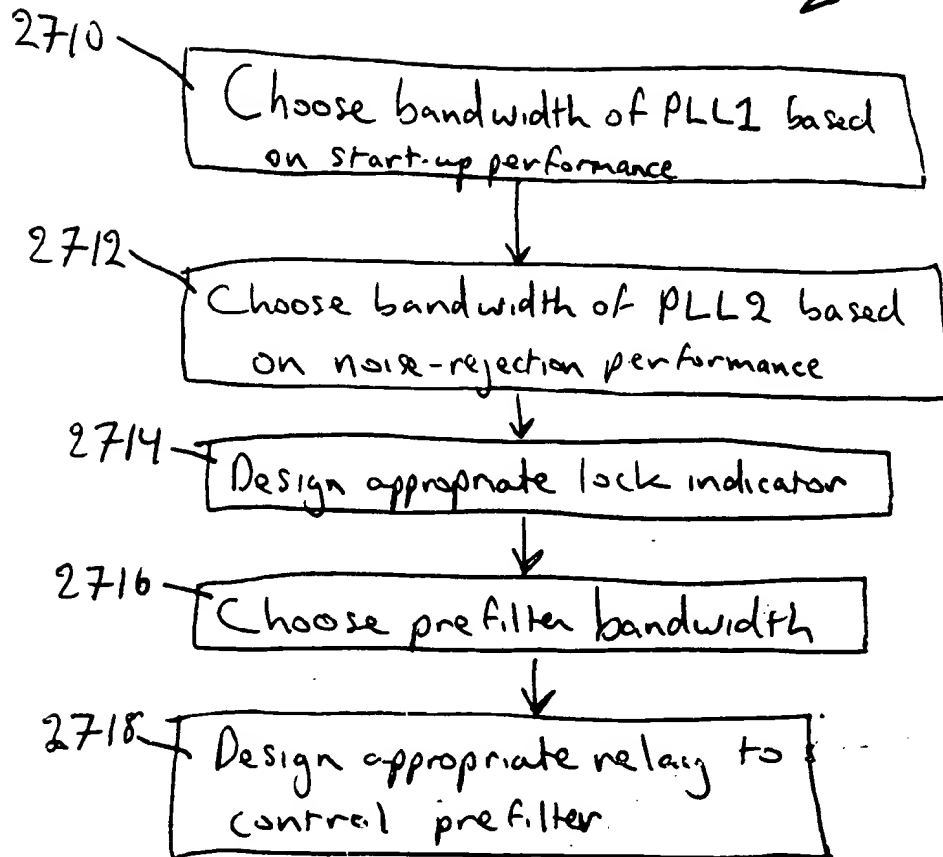 2710
Choose bandwidth of PLL1 based
on start-up performance
2712
Choose bandwidth of PLL2 based
on noise-rejection performance
2714
Design appropriate lock indicator
2716
Choose prefilter bandwidth
2718
Design appropriate relay to
control prefilter